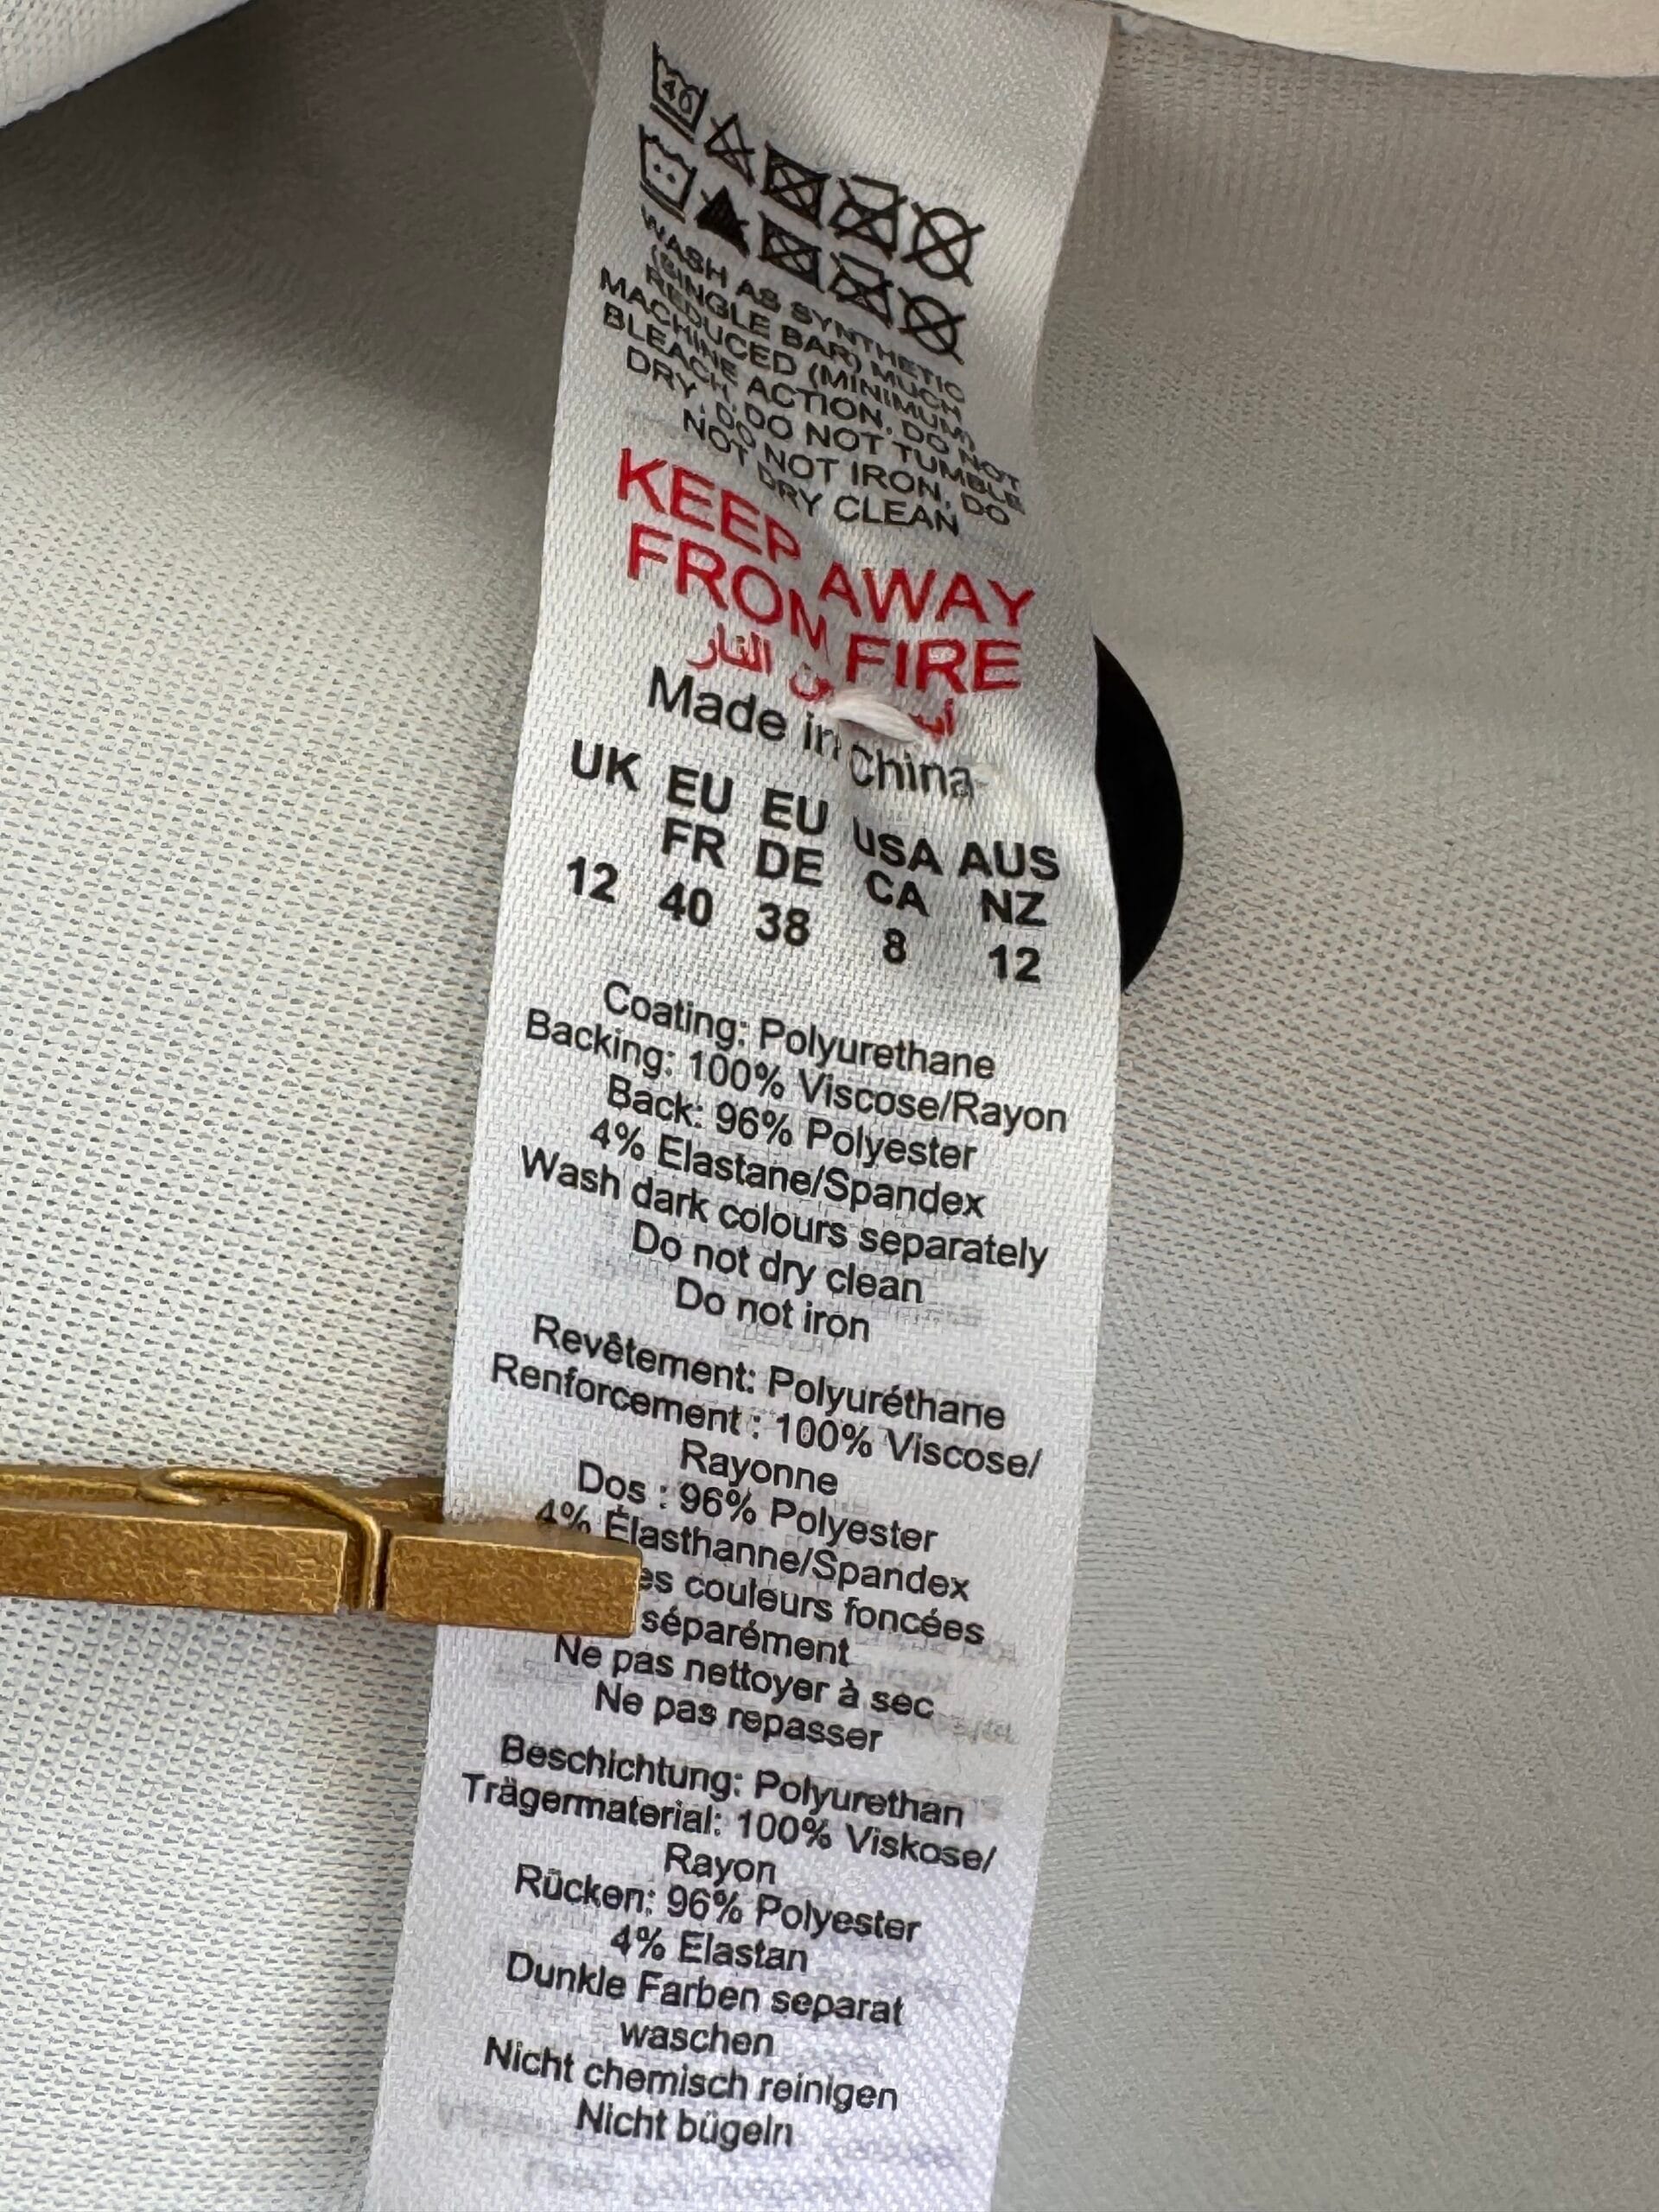 40
WASH AS SYNTHETIC
(SINGLE BAR) MUCH
REDUCED (MINIMUM)
MACHINE ACTION, DO NOT
BLEACH, DO NOT TUMBLE
DRY, DO NOT IRON, DO
NOT DRY CLEAN
KEEP AWAY
FROM FIRE
النار
Made in China
UK EU EU USA AUS
FR DE CA NZ
12 40 38 8 12
Coating: Polyurethane
Backing: 100% Viscose/Rayon
Back: 96% Polyester
4% Elastane/Spandex
Wash dark colours separately
Do not dry clean
Do not iron
Revêtement: Polyuréthane
Renforcement : 100% Viscose/
Rayonne
Dos : 96% Polyester
4% Élasthanne/Spandex
couleurs foncées
séparément
Ne pas nettoyer à sec
Ne pas repasser
Beschichtung: Polyurethan
Trägermaterial: 100% Viskose/
Rayon
Rücken: 96% Polyester
4% Elastan
Dunkle Farben separat
waschen
Nicht chemisch reinigen
Nicht bügeln